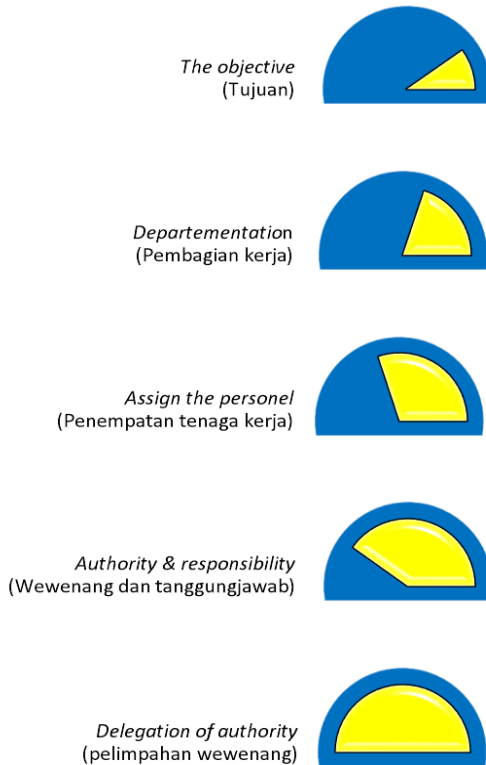 The objective
(Tujuan)
Departementation
(Pembagian kerja)
Assign the personel
(Penempatan tenaga kerja)
Authority & responsibility
(Wewenang dan tanggungjawab)
Delegation of authority
(pelimpahan wewenang)